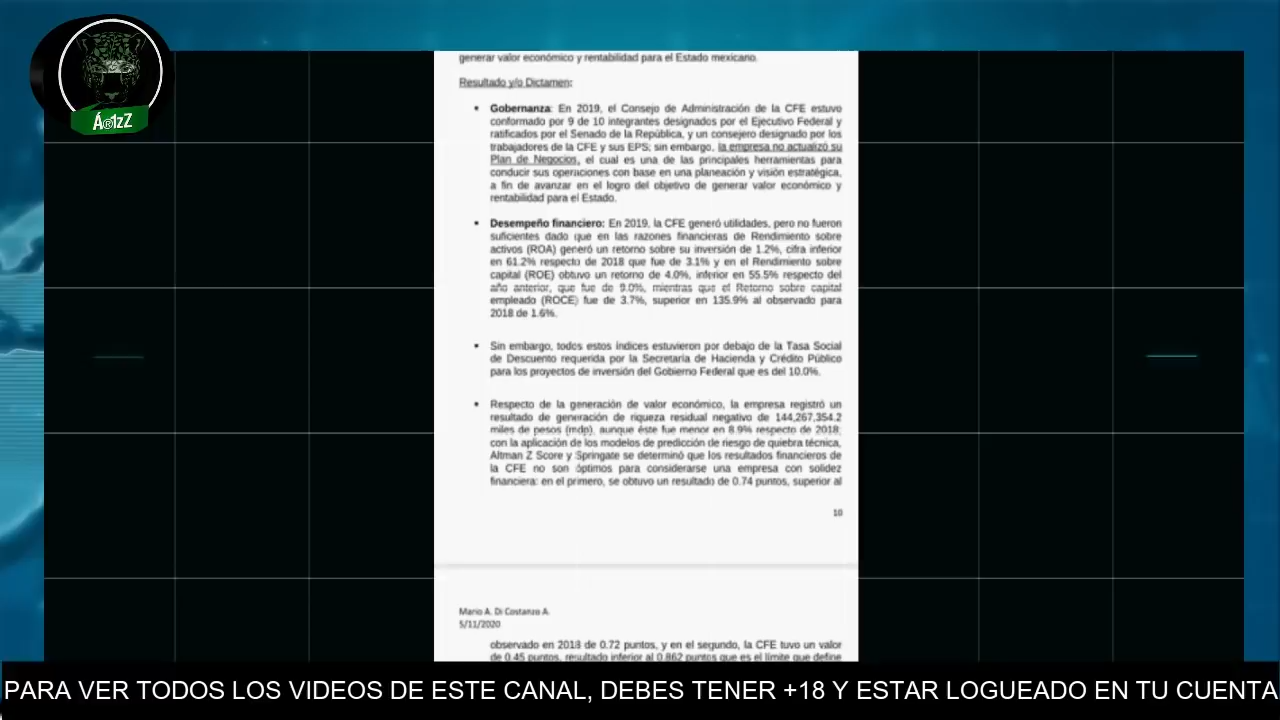 Á®1zZ
generar valor económico y rentabilidad para el Estado mexicano.
Resultado y/o Dictamen:
• Gobernanza: En 2019, el Consejo de Administración de la CFE estuvo
conformado por 9 de 10 integrantes designados por el Ejecutivo Federal y
ratificados por el Senado de la República, y un consejero designado por los
trabajadores de la CFE y sus EPS; sin embargo, la empresa no actualizó su
Plan de Negocios, el cual es una de las principales herramientas para
conducir sus operaciones con base en una planeación y visión estratégica,
a fin de avanzar en el logro del objetivo de generar valor económico y
rentabilidad para el Estado.
• Desempeño financiero: En 2019, la CFE generó utilidades, pero no fueron
suficientes dado que en las razones financieras de Rendimiento sobre
activos (ROA) generó un retorno sobre su inversión de 1.2%, cifra inferior
en 61.2% respecto de 2018 que fue de 3.1% y en el Rendimiento sobre
capital (ROE) obtuvo un retorno de 4.0%, inferior en 55.5% respecto del
año anterior, que fue de 9.0%, mientras que el Retorno sobre capital
empleado (ROCE) fue de 3.7%, superior en 135.9% al observado para
2018 de 1.6%.
• Sin embargo, todos estos índices estuvieron por debajo de la Tasa Social
de Descuento requerida por la Secretaría de Hacienda y Crédito Público
para los proyectos de inversión del Gobierno Federal que es del 10.0%.
• Respecto de la generación de valor económico, la empresa registró un
resultado de generación de riqueza residual negativo de 144,267,354.2
miles de pesos (mdp), aunque éste fue menor en 8.9% respecto de 2018;
con la aplicación de los modelos de predicción de riesgo de quiebra técnica,
Altman Z Score y Springate se determinó que los resultados financieros de
la CFE no son óptimos para considerarse una empresa con solidez
financiera: en el primero, se obtuvo un resultado de 0.74 puntos, superior al
10
Mario A. Di Costanzo A.
5/11/2020
observado en 2018 de 0.72 puntos, y en el segundo, la CFE tuvo un valor
de 0.45 puntos, resultado inferior al 0.862 puntos que es el límite que define
PARA VER TODOS LOS VIDEOS DE ESTE CANAL, DEBES TENER +18 Y ESTAR LOGUEADO EN TU CUENTA